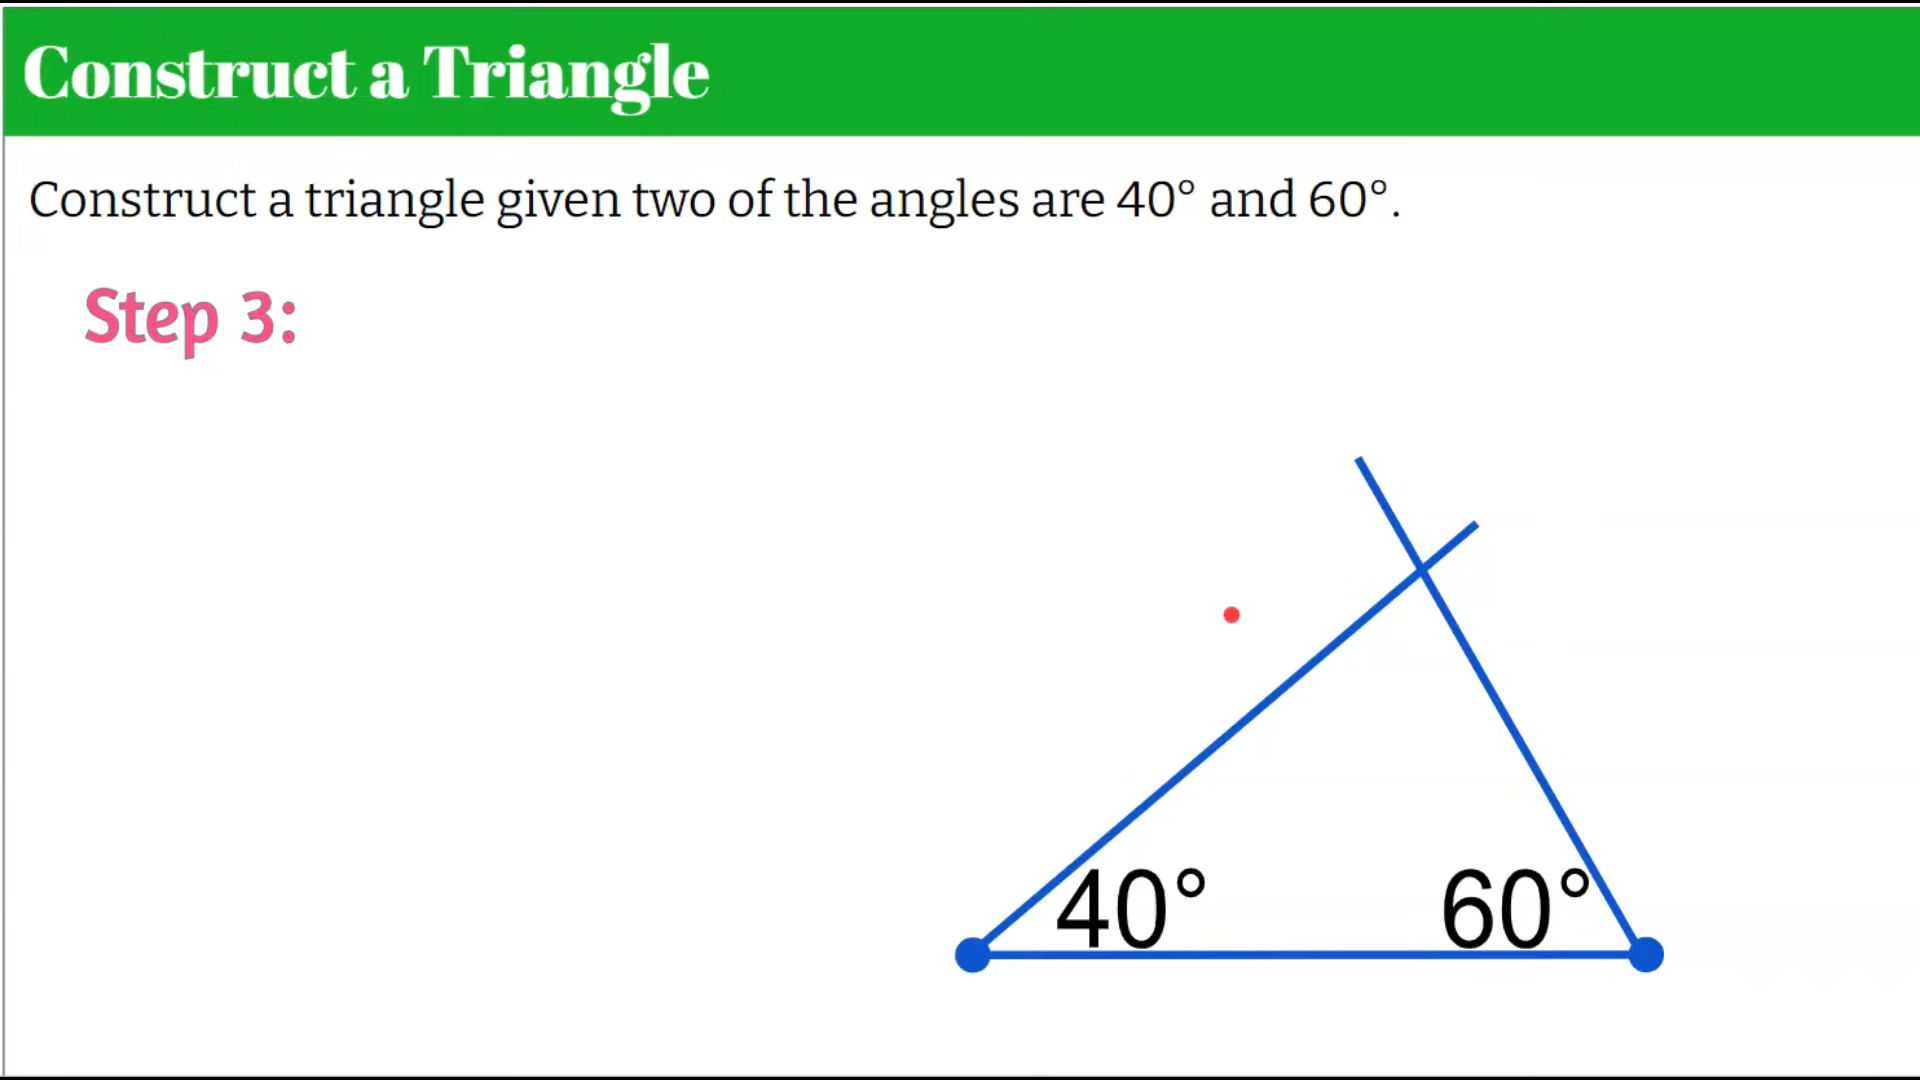 Construct a Triangle
Construct a triangle given two of the angles are 40° and 60°.
Step 3:
40° 60°